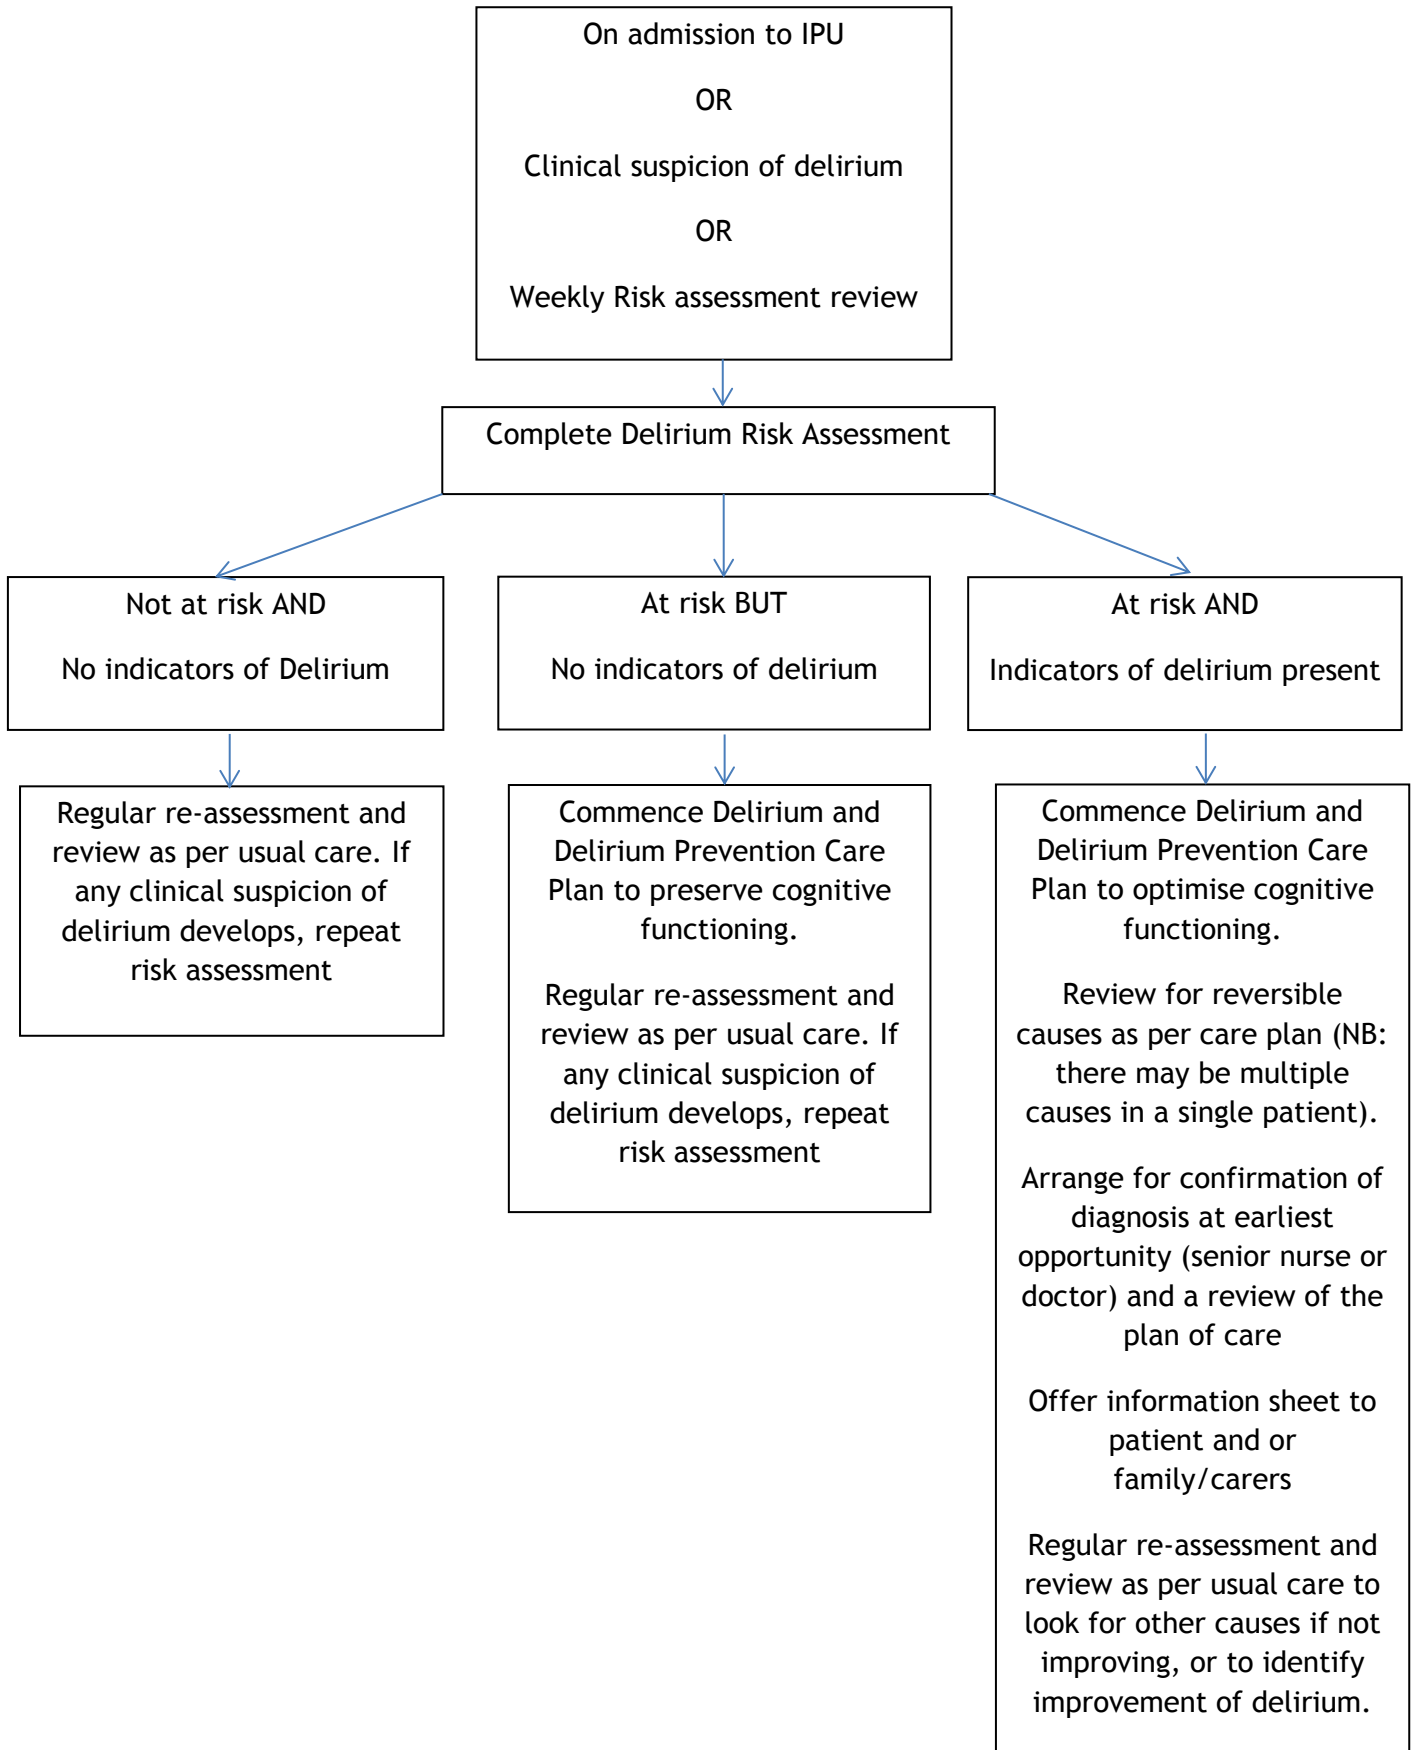 On admission to IPU
OR
Clinical suspicion of delirium
OR
Weekly Risk assessment review
Complete Delirium Risk Assessment
Not at risk AND
No indicators of Delirium
At risk BUT
No indicators of delirium
At risk AND
Indicators of delirium present
Regular re-assessment and
review as per usual care. If
any clinical suspicion of
delirium develops, repeat
risk assessment
Commence Delirium and
Delirium Prevention Care
Plan to preserve cognitive
functioning.
Regular re-assessment and
review as per usual care. If
any clinical suspicion of
delirium develops, repeat
risk assessment
Commence Delirium and
Delirium Prevention Care
Plan to optimise cognitive
functioning.
Review for reversible
causes as per care plan (NB:
there may be multiple
causes in a single patient).
Arrange for confirmation of
diagnosis at earliest
opportunity (senior nurse or
doctor) and a review of the
plan of care
Offer information sheet to
patient and or
family/carers
Regular re-assessment and
review as per usual care to
look for other causes if not
improving, or to identify
improvement of delirium.